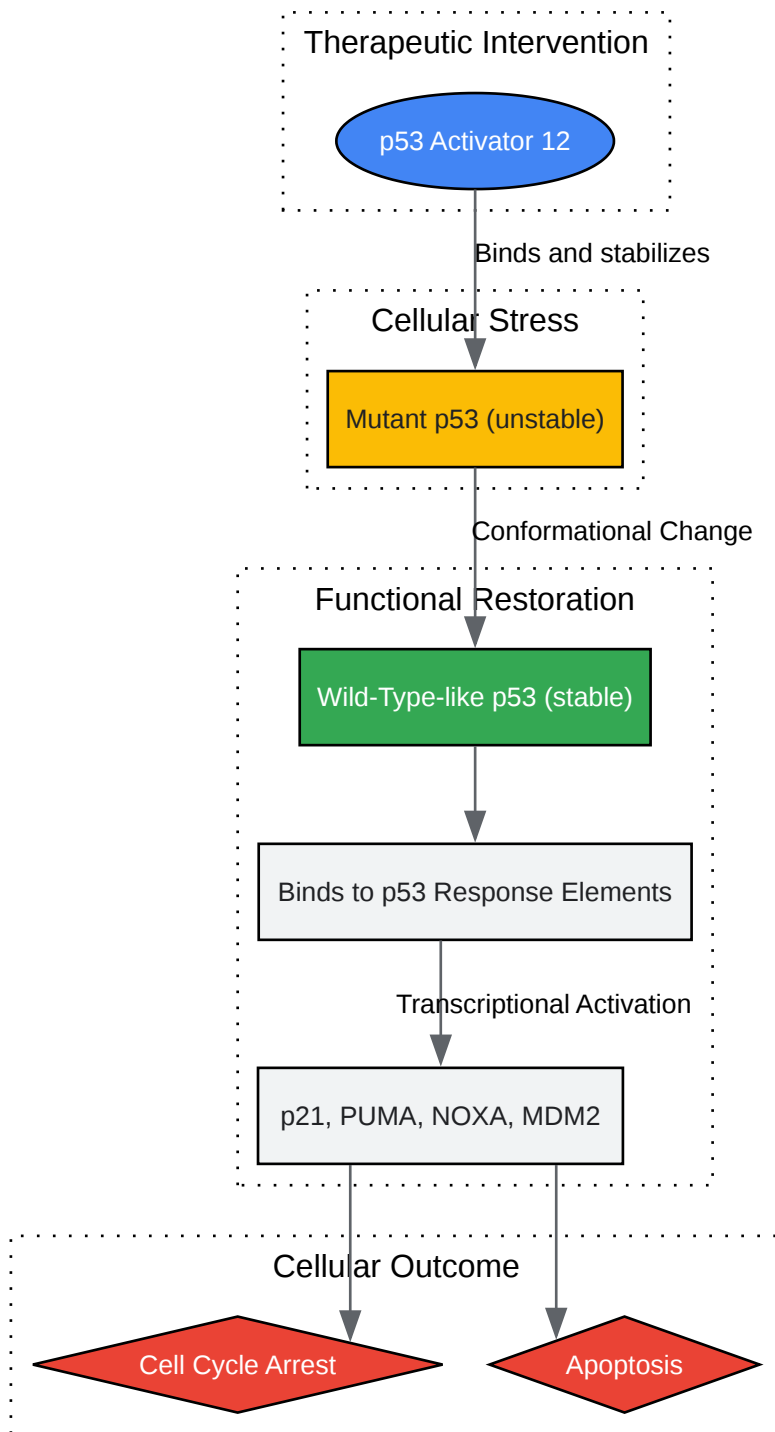 Therapeutic Intervention
p53 Activator 12
Binds and stabilizes
Cellular Stress
Mutant p53 (unstable)
Conformational Change
Functional Restoration
Wild-Type-like p53 (stable)
Binds to p53 Response Elements
Transcriptional Activation
p21, PUMA, NOXA, MDM2
Cellular Outcome
Cell Cycle Arrest
Apoptosis